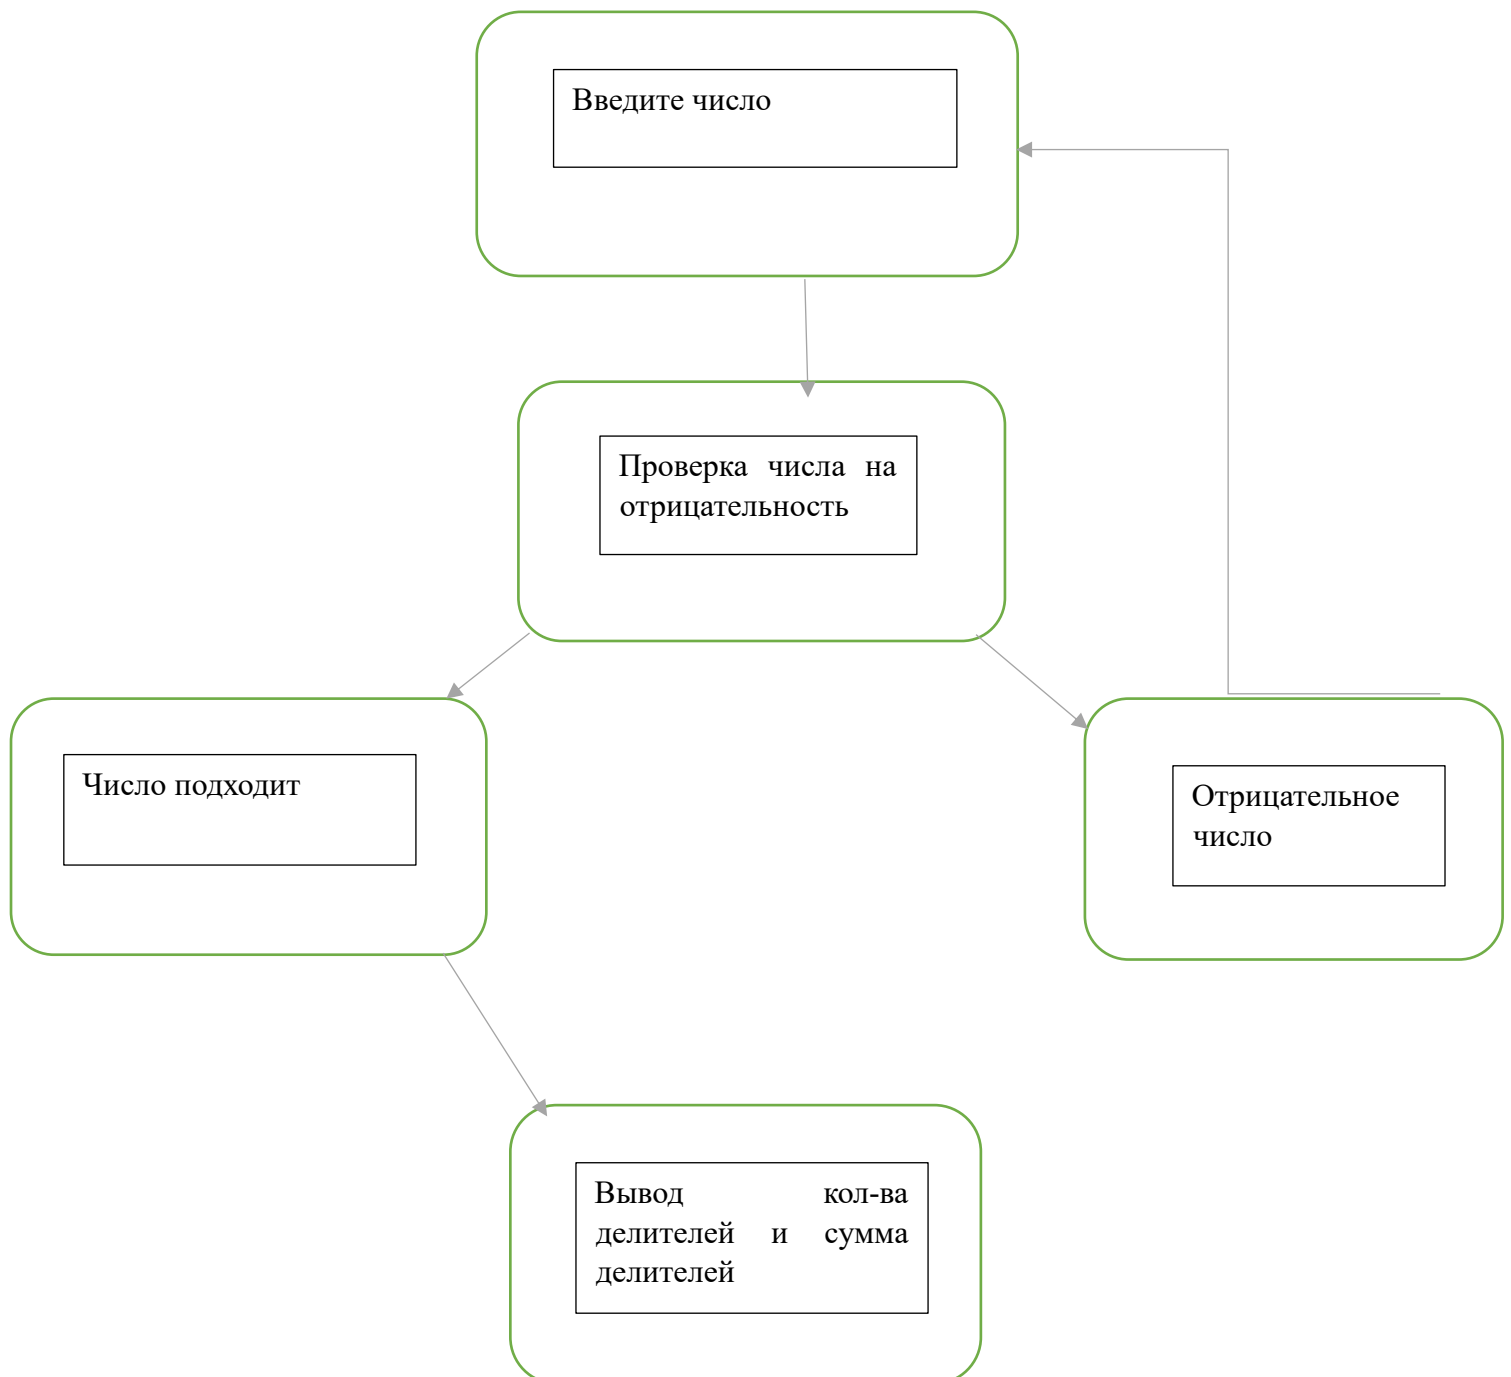 Введите число
Проверка числа на
отрицательность
Число подходит
Отрицательное
число
Вывод кол-ва
делителей и сумма
делителей